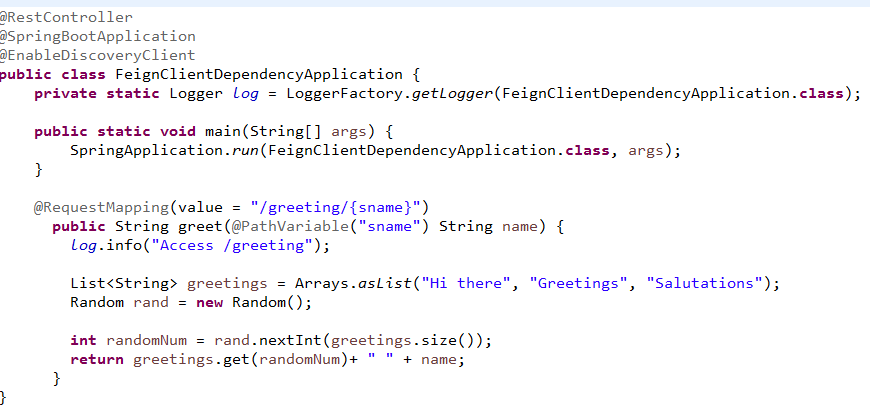 @RestController
@SpringBootApplication
@EnableDiscoveryClient
public class FeignClientDependencyApplication {
    private static Logger log = LoggerFactory.getLogger(FeignClientDependencyApplication.class);

    public static void main(String[] args) {
        SpringApplication.run(FeignClientDependencyApplication.class, args);
    }

    @RequestMapping(value = "/greeting/{sname}")
      public String greet(@PathVariable("sname") String name) {
        log.info("Access /greeting");

        List<String> greetings = Arrays.asList("Hi there", "Greetings", "Salutations");
        Random rand = new Random();

        int randomNum = rand.nextInt(greetings.size());
        return greetings.get(randomNum)+ " " + name;
      }
}